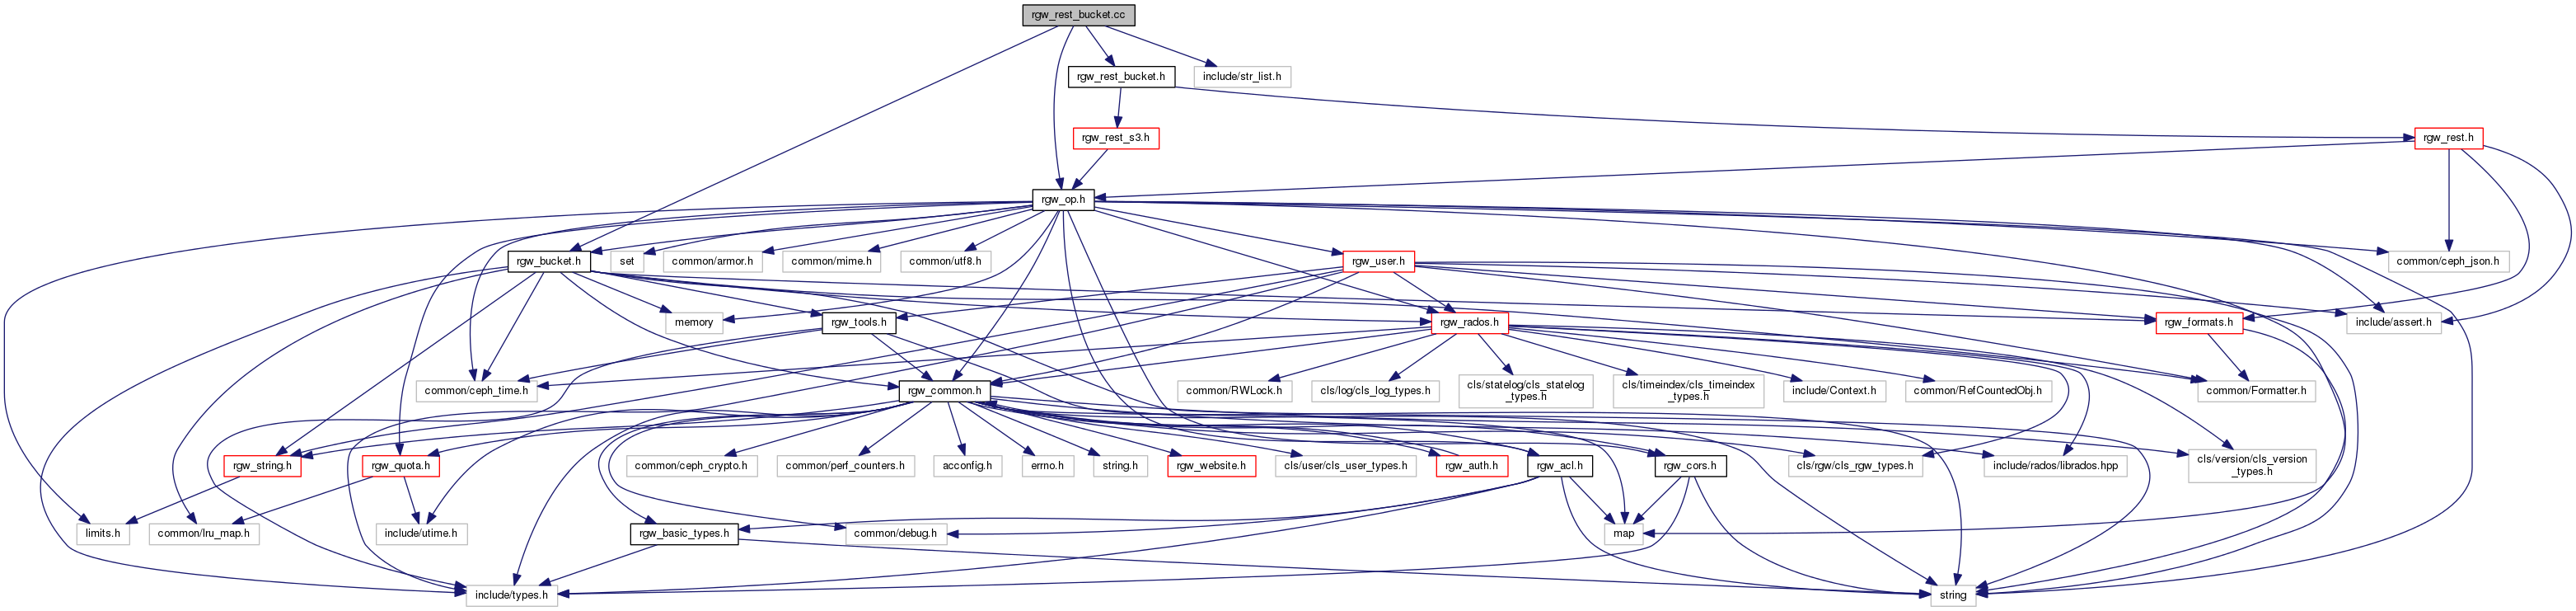 rgw_rest_bucket.cc
rgw_rest_bucket.h
include/str_list.h
rgw_rest_s3.h
rgw_rest.h
rgw_op.h
rgw_bucket.h
set
common/armor.h
common/mime.h
common/utf8.h
rgw_user.h
common/ceph_json.h
memory
rgw_tools.h
rgw_rados.h
rgw_formats.h
include/assert.h
common/ceph_time.h
rgw_common.h
common/RWLock.h
cls/log/cls_log_types.h
cls/statelog/cls_statelog
_types.h
cls/timeindex/cls_timeindex
_types.h
include/Context.h
common/RefCountedObj.h
common/Formatter.h
rgw_string.h
rgw_quota.h
common/ceph_crypto.h
common/perf_counters.h
acconfig.h
errno.h
string.h
rgw_website.h
cls/user/cls_user_types.h
rgw_auth.h
rgw_acl.h
rgw_cors.h
cls/rgw/cls_rgw_types.h
include/rados/librados.hpp
cls/version/cls_version
_types.h
limits.h
common/lru_map.h
include/utime.h
rgw_basic_types.h
common/debug.h
map
include/types.h
string